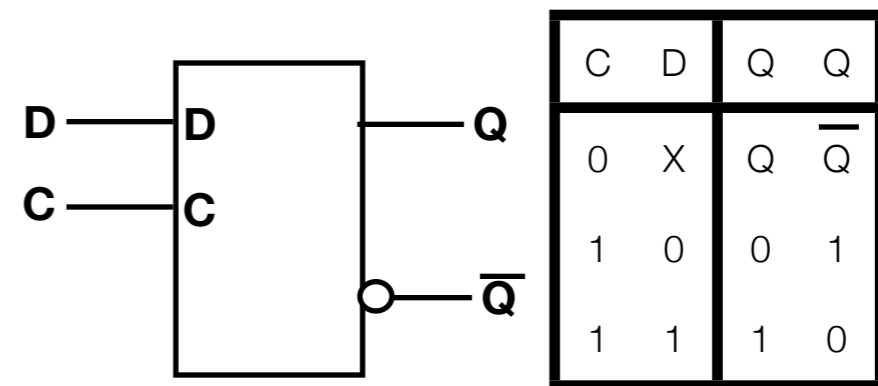 D D Q
C C
Q̅
C D Q Q
0 X Q Q̅
1 0 0 1
1 1 1 0